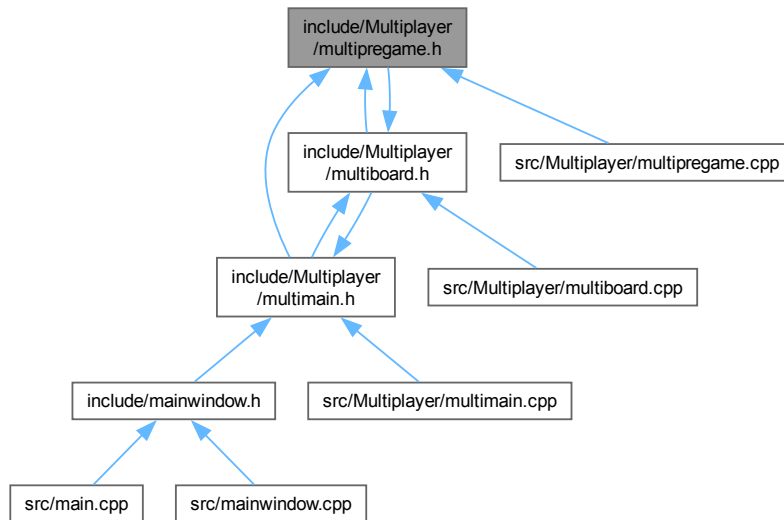 include/Multiplayer
/multipregame.h
include/Multiplayer
/multiboard.h
src/Multiplayer/multipregame.cpp
include/Multiplayer
/multimain.h
src/Multiplayer/multiboard.cpp
include/mainwindow.h
src/Multiplayer/multimain.cpp
src/main.cpp
src/mainwindow.cpp